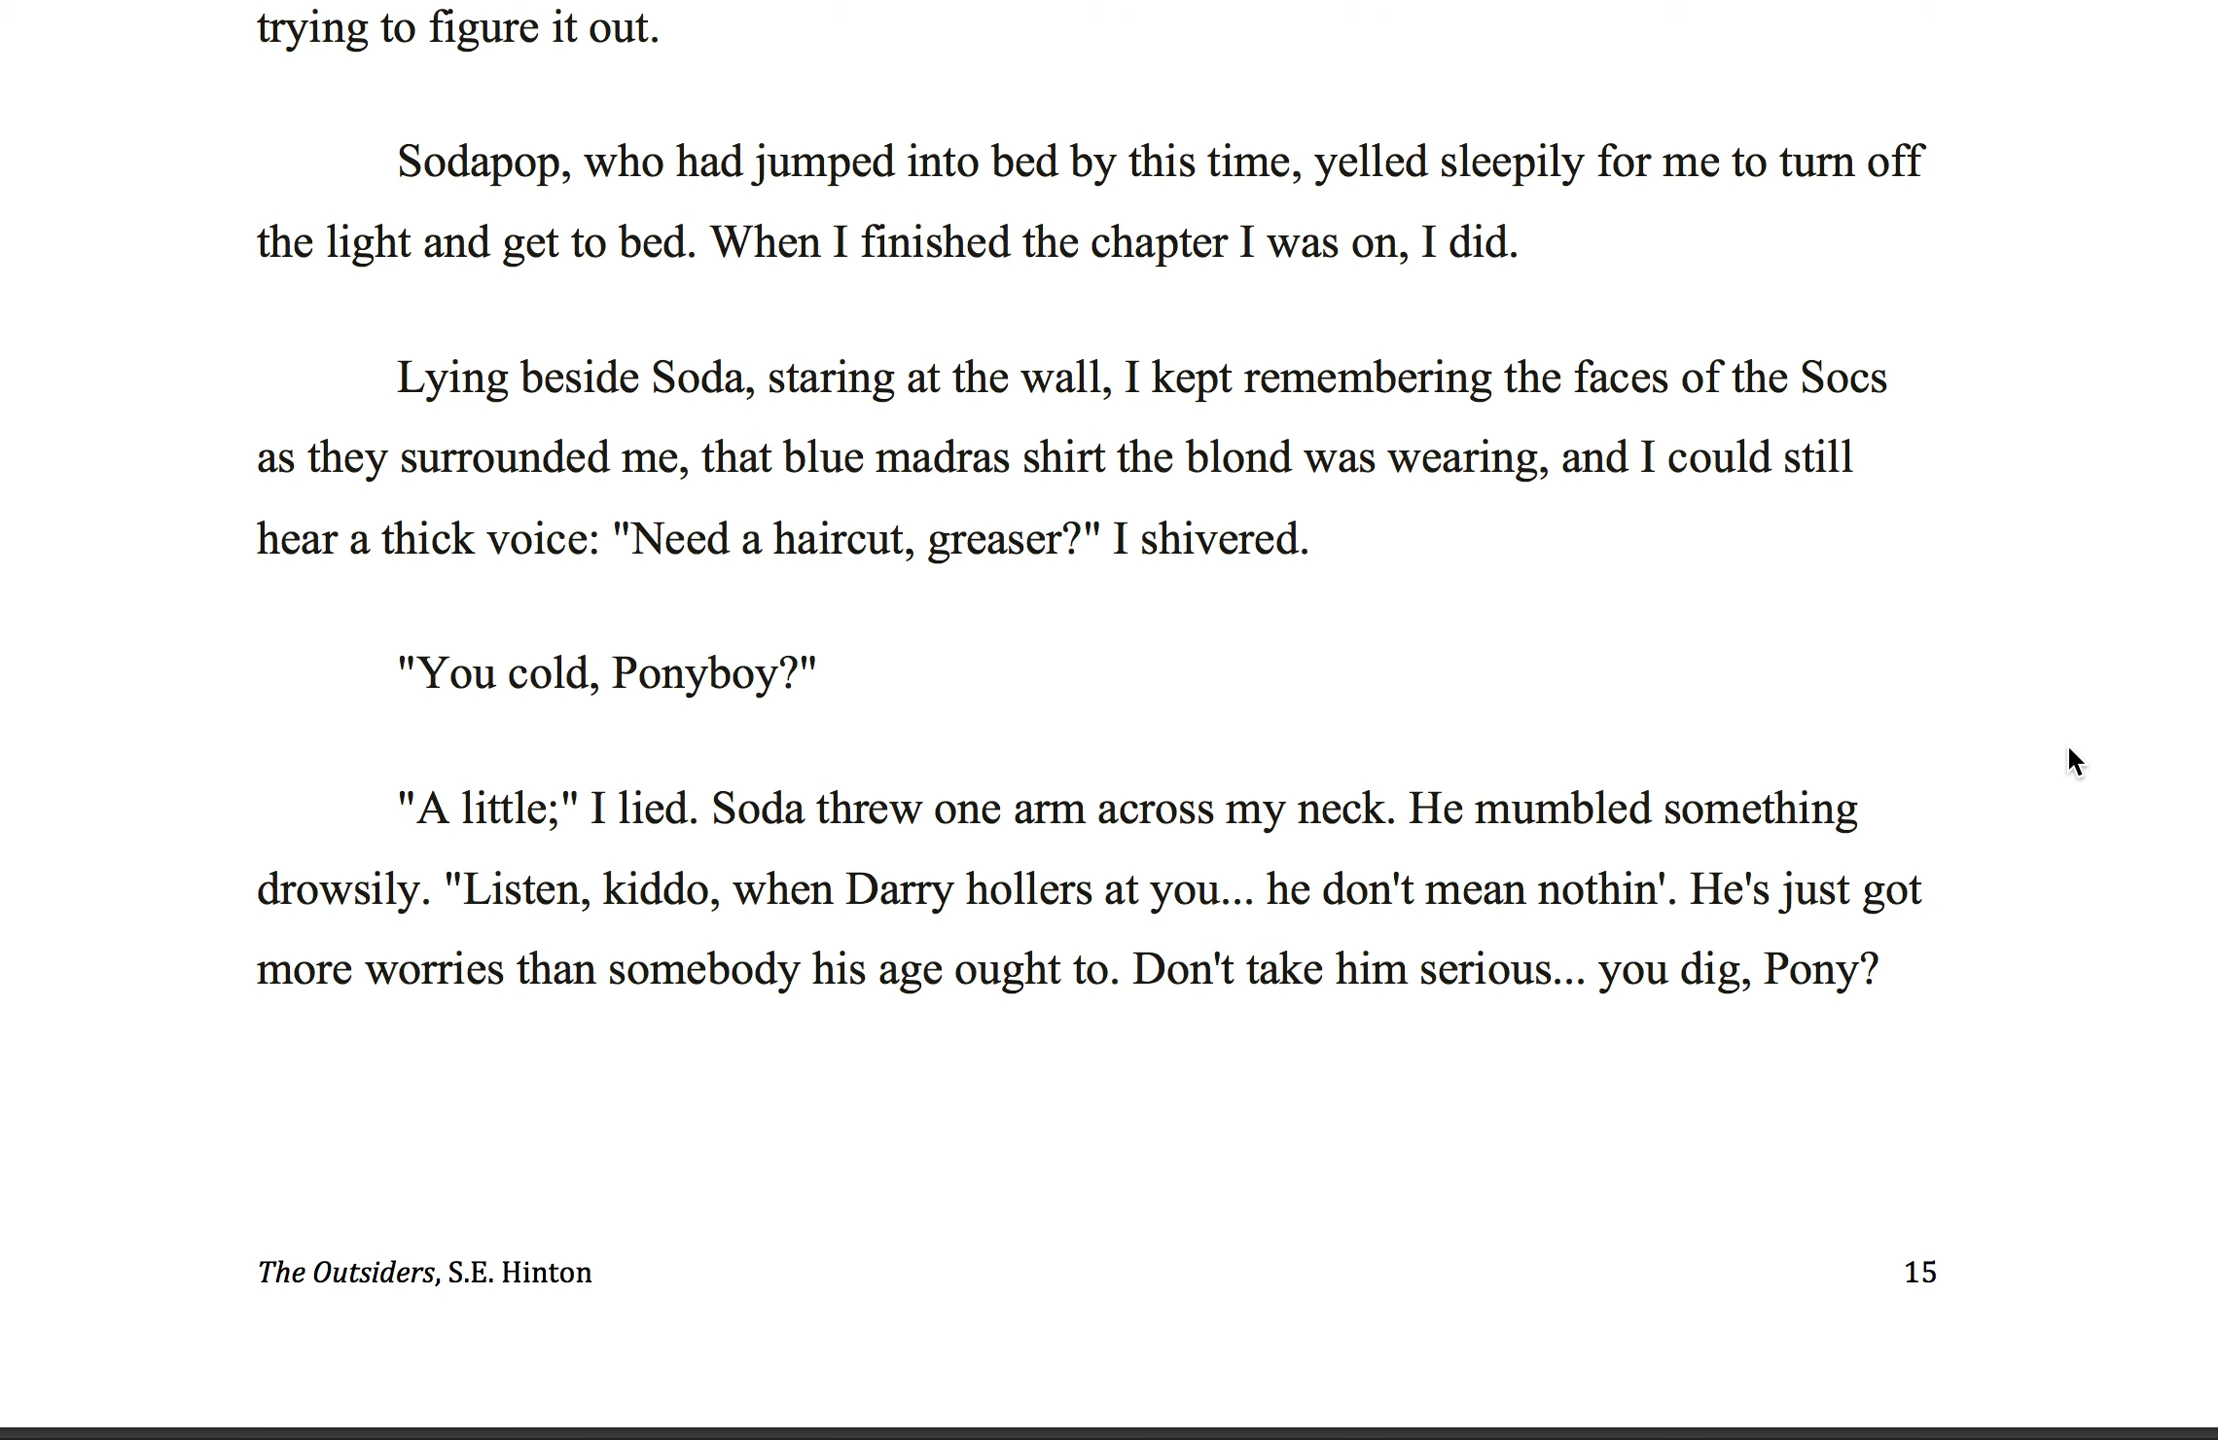 trying to figure it out.
Sodapop, who had jumped into bed by this time, yelled sleepily for me to turn off
the light and get to bed. When I finished the chapter I was on, I did.
Lying beside Soda, staring at the wall, I kept remembering the faces of the Socs
as they surrounded me, that blue madras shirt the blond was wearing, and I could still
hear a thick voice: "Need a haircut, greaser?" I shivered.
"You cold, Ponyboy?"
"A little;" I lied. Soda threw one arm across my neck. He mumbled something
drowsily. "Listen, kiddo, when Darry hollers at you... he don't mean nothin'. He's just got
more worries than somebody his age ought to. Don't take him serious... you dig, Pony?
The Outsiders, S.E. Hinton 15